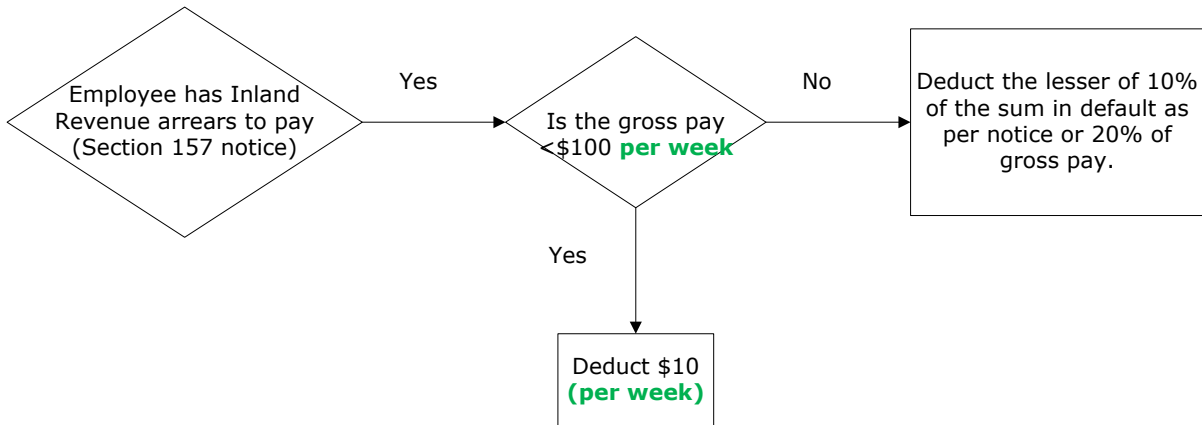 Employee has Inland
Revenue arrears to pay
(Section 157 notice)
Yes
Is the gross pay
<$100 per week
No
Deduct the lesser of 10%
of the sum in default as
per notice or 20% of
gross pay.
Yes
Deduct $10
(per week)